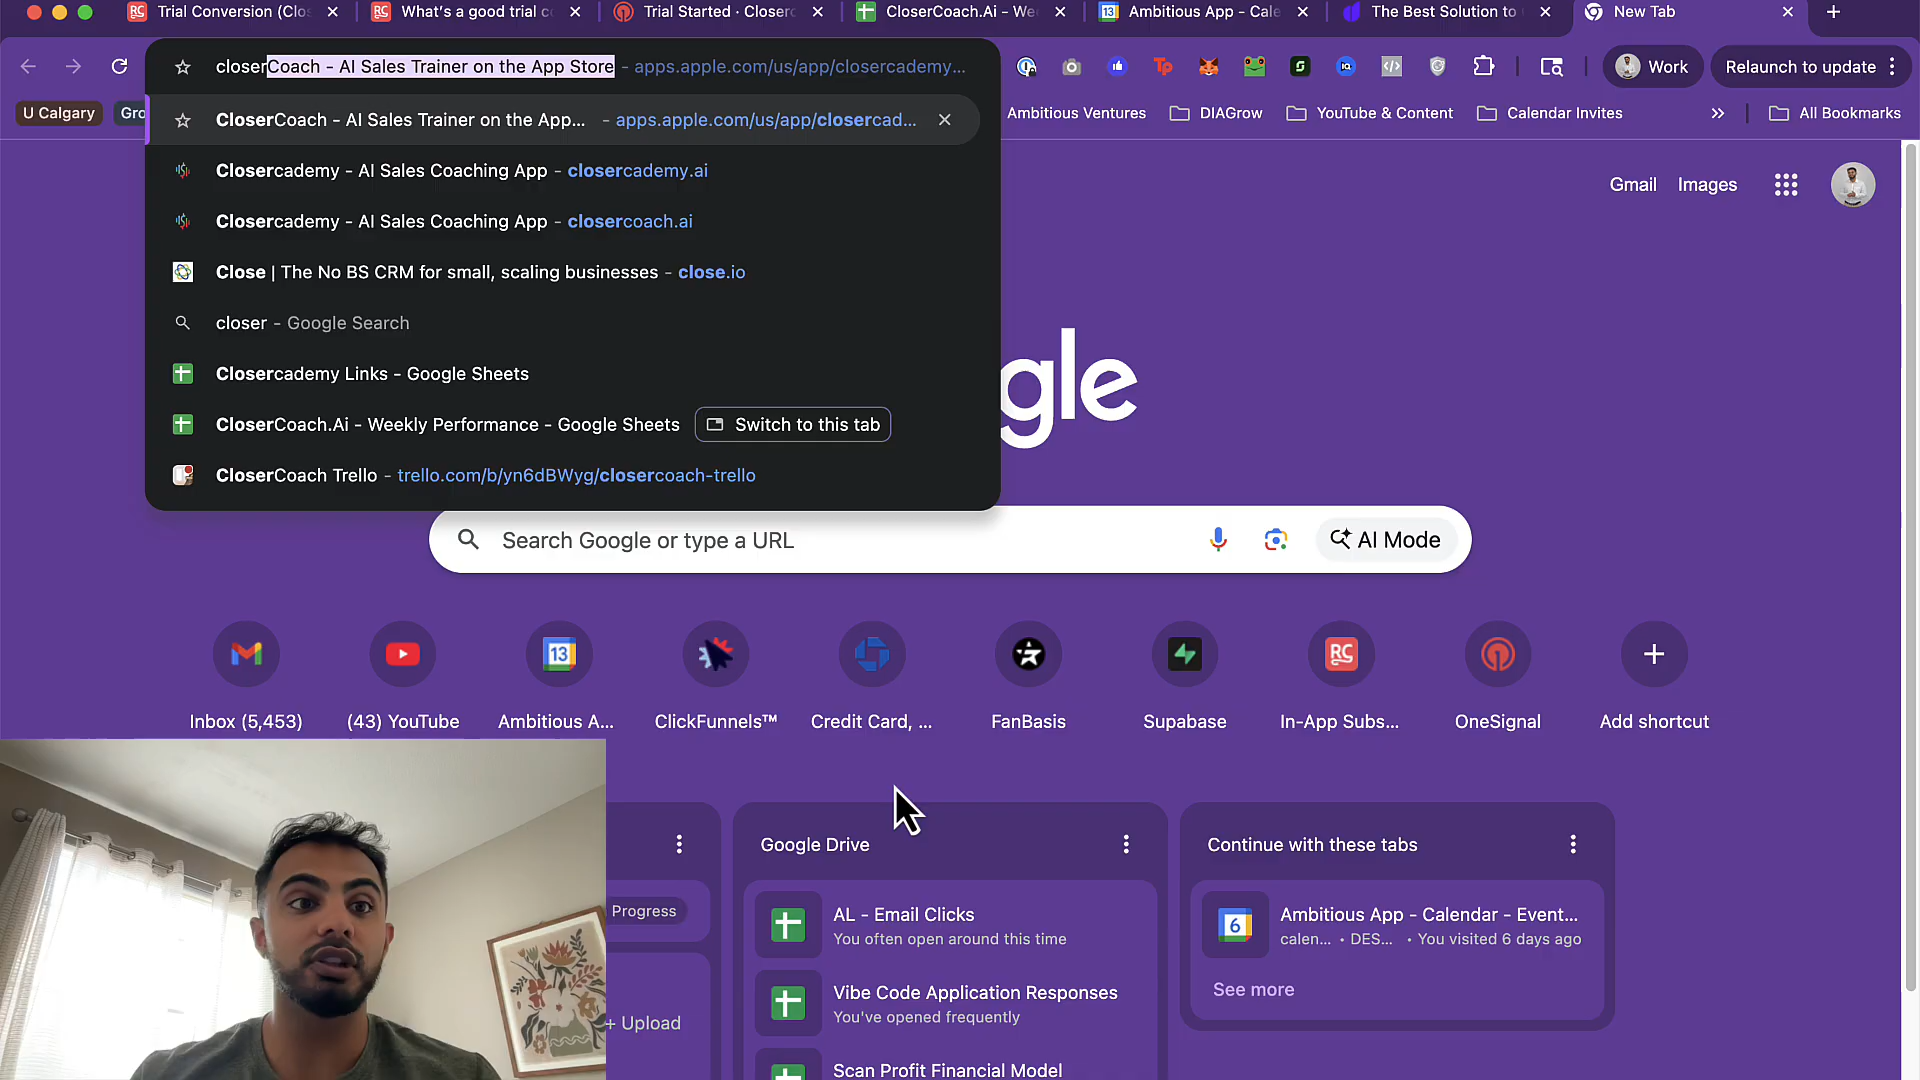 Trial Conversion (Clos
What's a good trial co
Trial Started · Closerc
CloserCoach.Ai - Wee
Ambitious App - Cale
The Best Solution to
New Tab
closerCoach - AI Sales Trainer on the App Store - apps.apple.com/us/app/closercademy...
Work
Relaunch to update
U Calgary
Gro
Ambitious Ventures
DIAGrow
YouTube & Content
Calendar Invites
All Bookmarks
CloserCoach - AI Sales Trainer on the App... - apps.apple.com/us/app/closercad...
Closercademy - AI Sales Coaching App - closercademy.ai
Closercademy - AI Sales Coaching App - closercoach.ai
Close | The No BS CRM for small, scaling businesses - close.io
closer - Google Search
Closercademy Links - Google Sheets
CloserCoach.Ai - Weekly Performance - Google Sheets
Switch to this tab
CloserCoach Trello - trello.com/b/yn6dBWyg/closercoach-trello
Gmail
Images
gle
Search Google or type a URL
AI Mode
Inbox (5,453)
(43) YouTube
Ambitious A...
ClickFunnels™
Credit Card, ...
FanBasis
Supabase
In-App Subs...
OneSignal
Add shortcut
Progress
+ Upload
Google Drive
AL - Email Clicks
You often open around this time
Vibe Code Application Responses
You've opened frequently
Scan Profit Financial Model
Continue with these tabs
Ambitious App - Calendar - Event...
calen... • DES... • You visited 6 days ago
See more